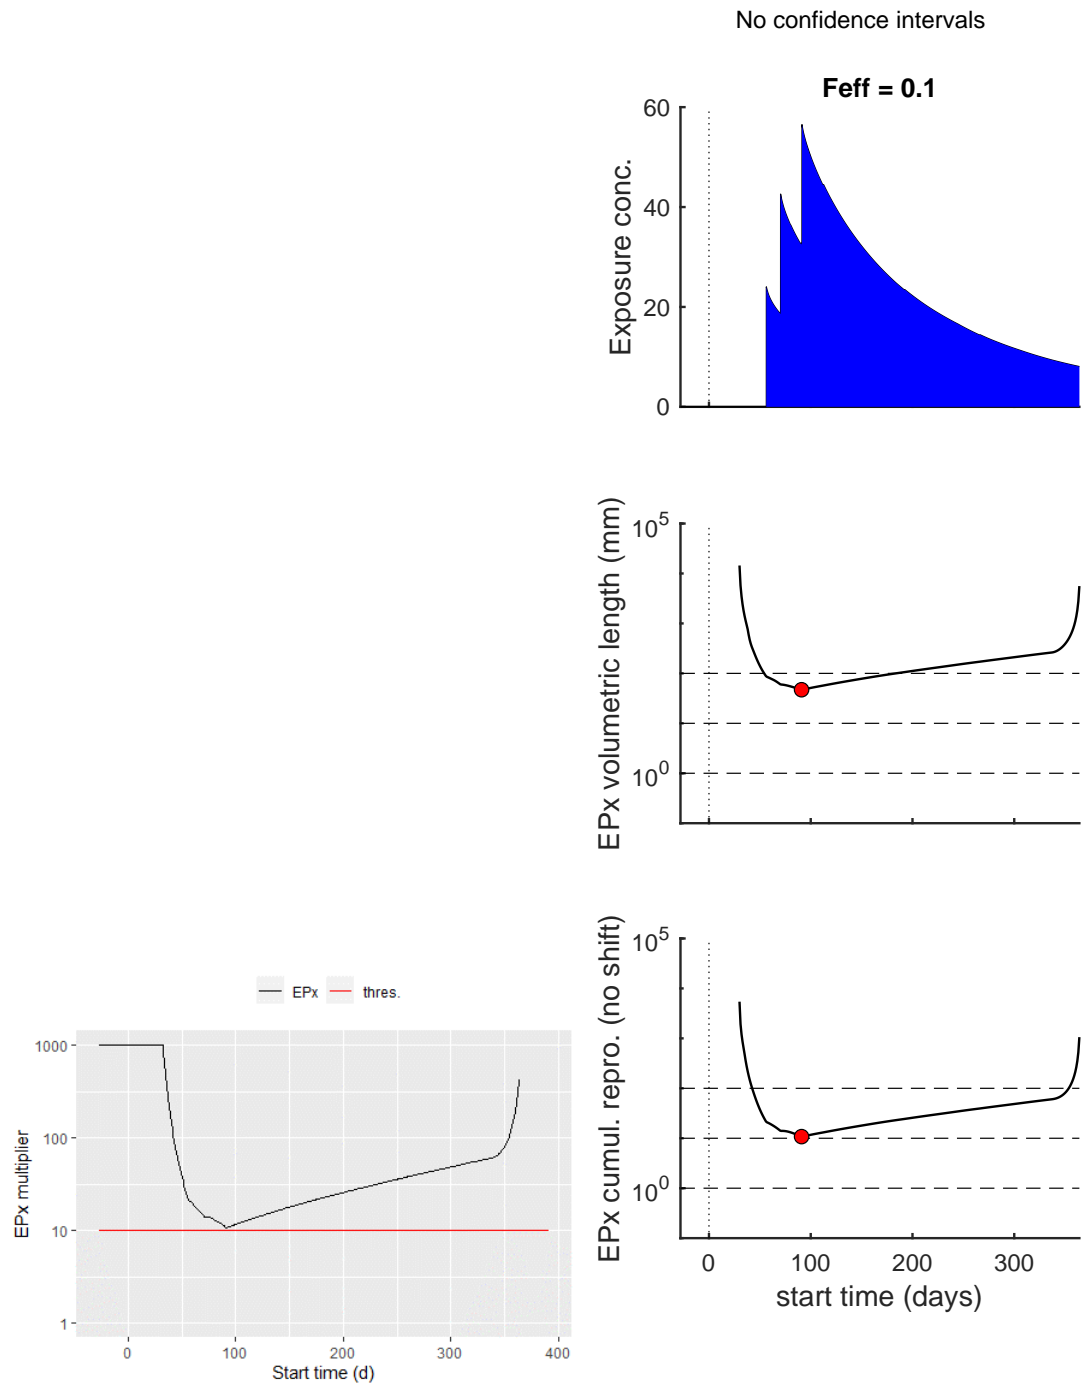 No confidence intervals
Feff = 0.1
Exposure conc.
60
40
20
0
EPx volumetric length (mm)
10^5
10^0
EPx cumul. repro. (no shift)
10^5
10^0
0 100 200 300
start time (days)
EPx thres.
EPx multiplier
1000
100
10
1
0 100 200 300 400
Start time (d)